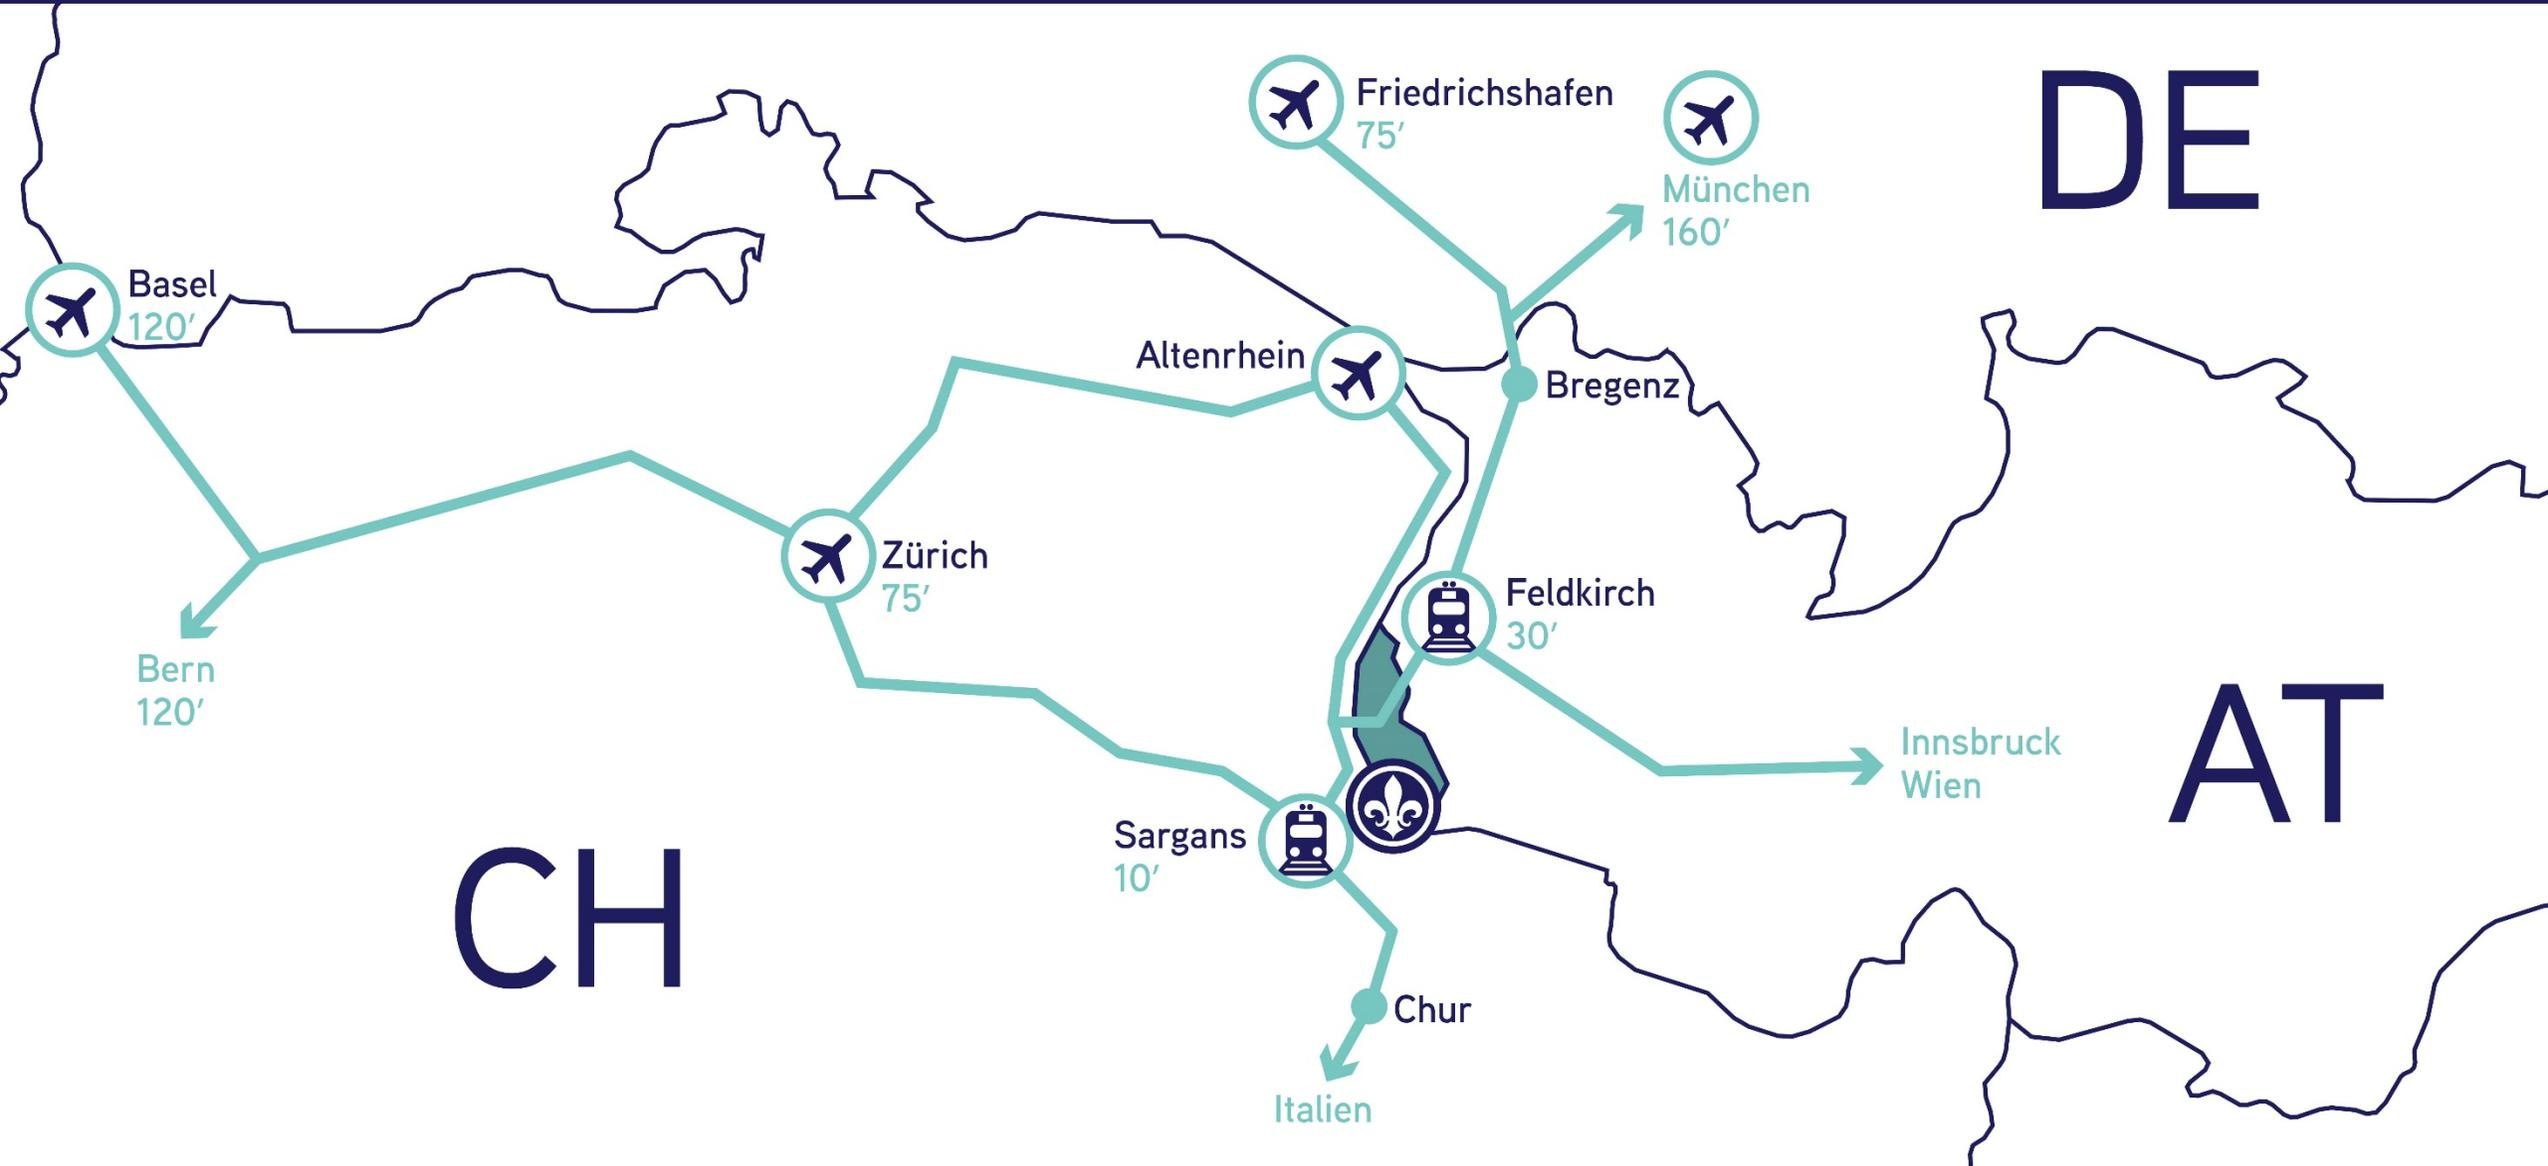 Friedrichshafen
75′
München
160′
DE
Basel
120′
Altenrhein
Bregenz
Zürich
75′
Feldkirch
30′
Bern
120′
Innsbruck
Wien
AT
Sargans
10′
CH
Chur
Italien